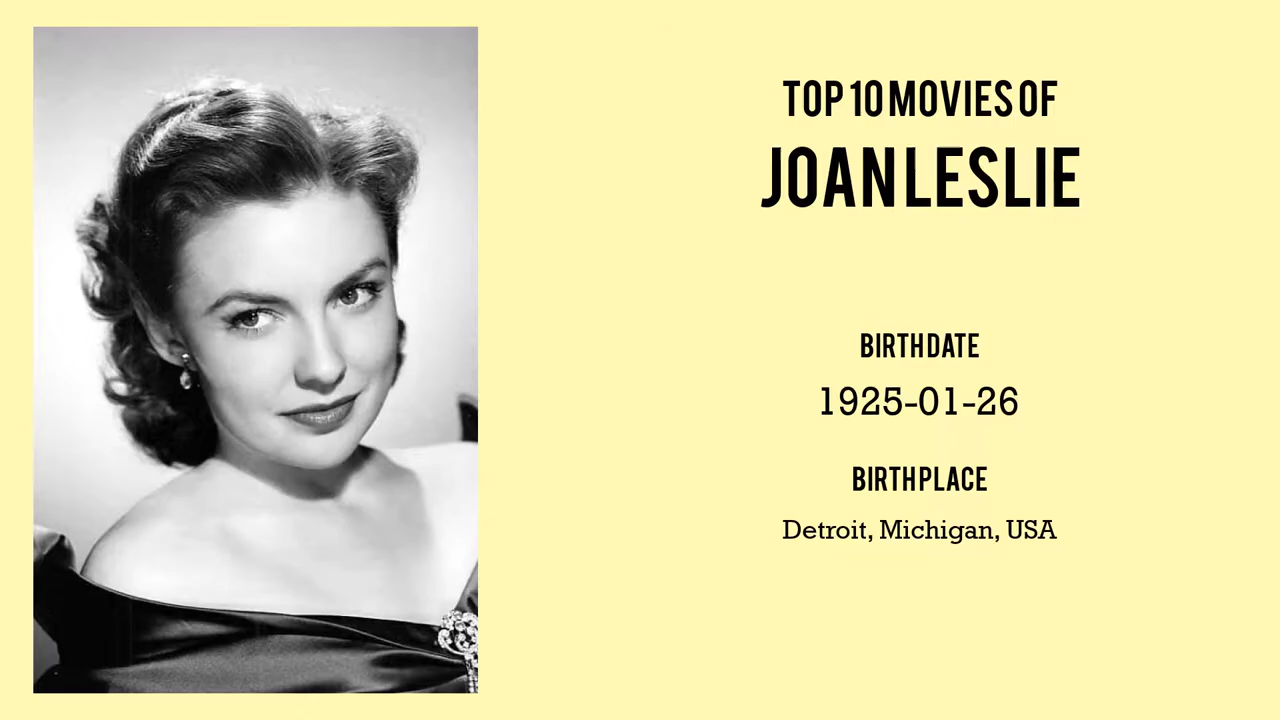 TOP 10 MOVIES OF
JOAN LESLIE
BIRTHDATE
1925-01-26
BIRTHPLACE
Detroit, Michigan, USA